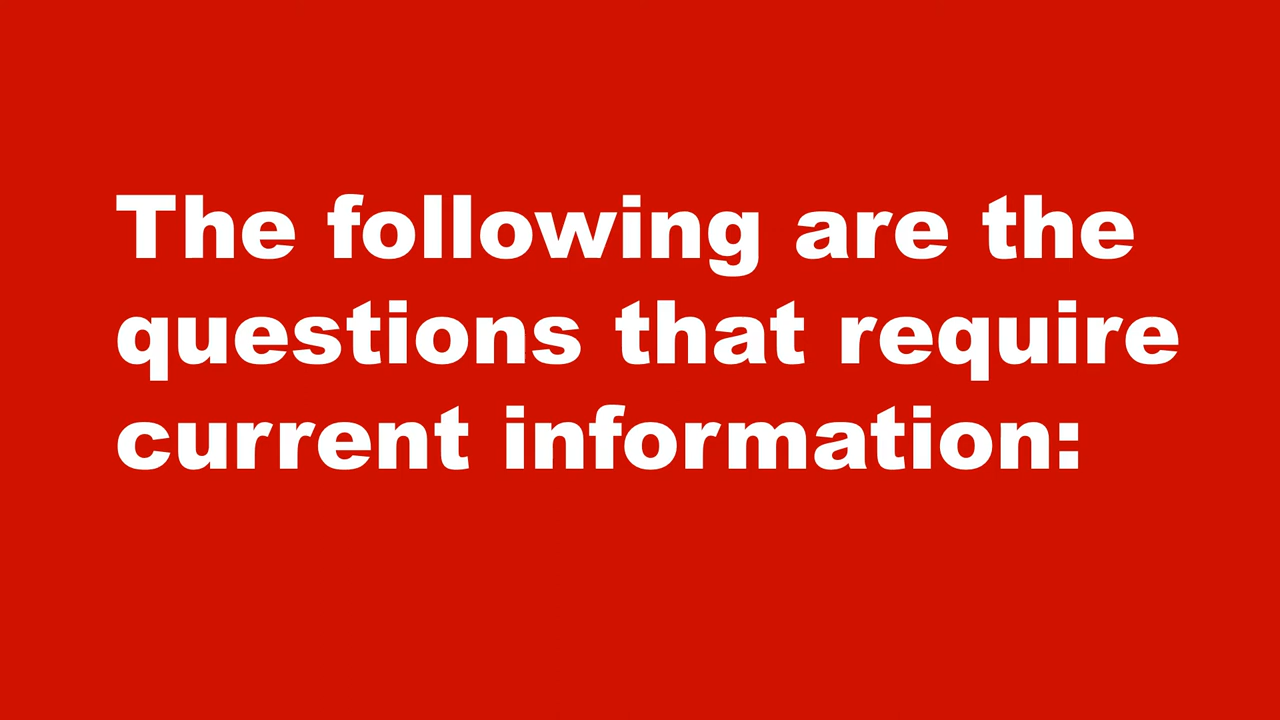 The following are the
questions that require
current information: